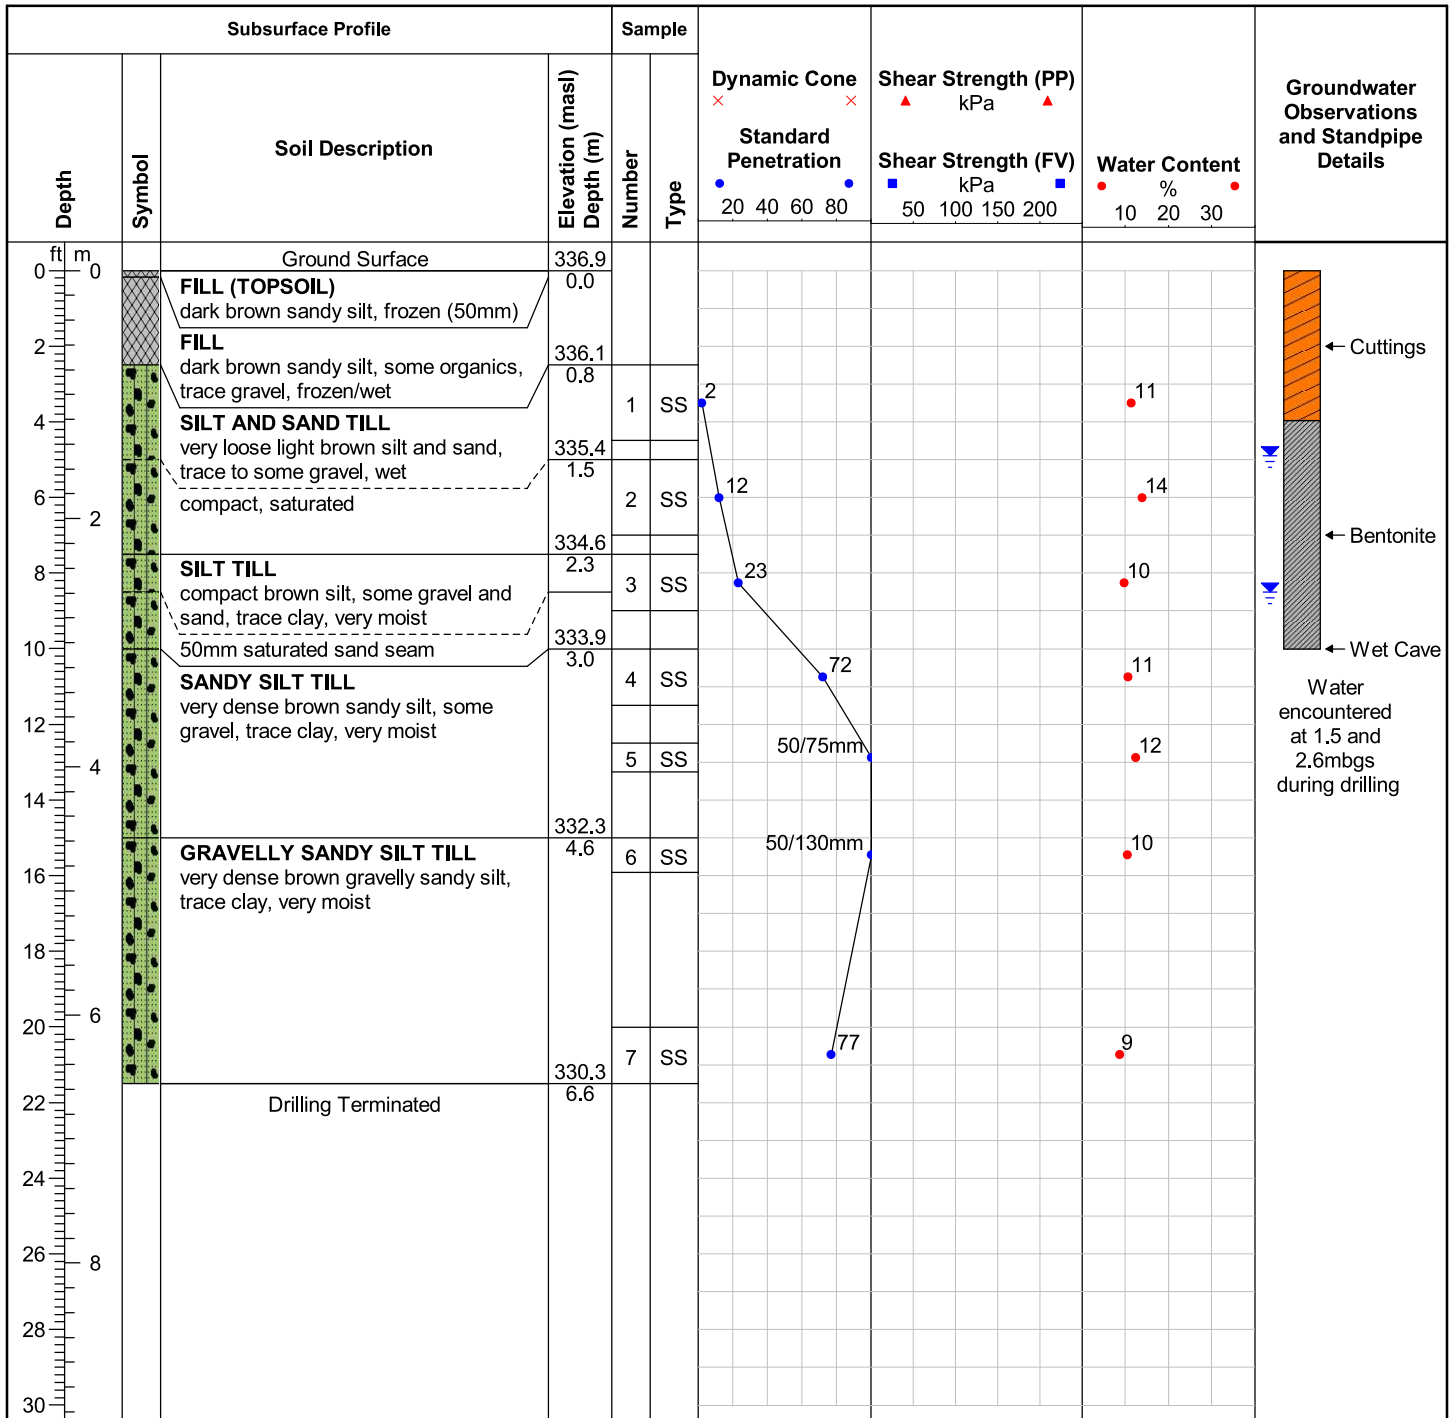 Subsurface Profile
Sample
Depth
Symbol
Soil Description
Elevation (masl)
Depth (m)
Number
Type
Dynamic Cone
Standard
Penetration
20 40 60 80
Shear Strength (PP)
kPa
Shear Strength (FV)
kPa
50 100 150 200
Water Content
%
10 20 30
Groundwater
Observations
and Standpipe
Details
ft m
0 0
2
4
6
2
8
10
12
4
14
16
18
6
20
22
24
26
8
28
30
Ground Surface
336.9
0.0
FILL (TOPSOIL)
dark brown sandy silt, frozen (50mm)
FILL
dark brown sandy silt, some organics,
trace gravel, frozen/wet
336.1
0.8
SILT AND SAND TILL
very loose light brown silt and sand,
trace to some gravel, wet
335.4
1.5
compact, saturated
334.6
2.3
SILT TILL
compact brown silt, some gravel and
sand, trace clay, very moist
50mm saturated sand seam
333.9
3.0
SANDY SILT TILL
very dense brown sandy silt, some
gravel, trace clay, very moist
332.3
4.6
GRAVELLY SANDY SILT TILL
very dense brown gravelly sandy silt,
trace clay, very moist
330.3
6.6
Drilling Terminated
1 SS 2 11
2 SS 12 14
3 SS 23 10
4 SS 72 11
5 SS 50/75mm 12
6 SS 50/130mm 10
7 SS 77 9
Cuttings
Bentonite
Wet Cave
Water
encountered
at 1.5 and
2.6mbgs
during drilling